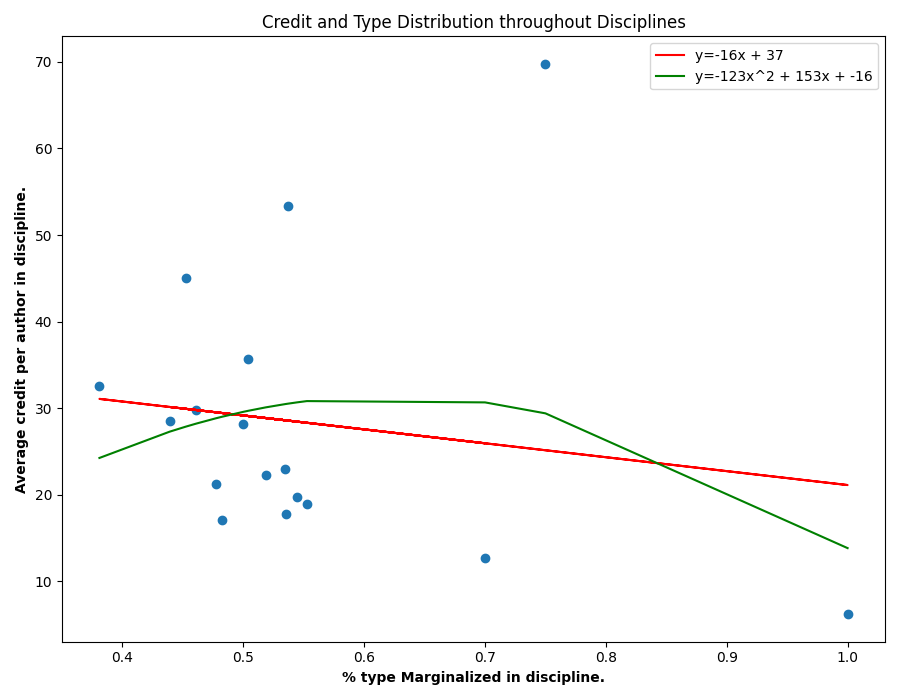 Credit and Type Distribution throughout Disciplines
y=-16x + 37
y=-123x^2 + 153x + -16
Average credit per author in discipline.
70
60
50
40
30
20
10
0.4 0.5 0.6 0.7 0.8 0.9 1.0
% type Marginalized in discipline.